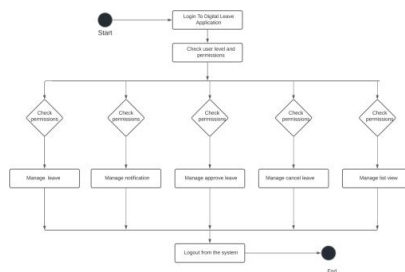 Login To Digital Leave
Application
Start
Check user level and
permissions
Check
permissions
Check
permissions
Check
permissions
Check
permissions
Check
permissions
Manage leave
Manage notification
Manage approve leave
Manage cancel leave
Manage list view
Logout from the system
End